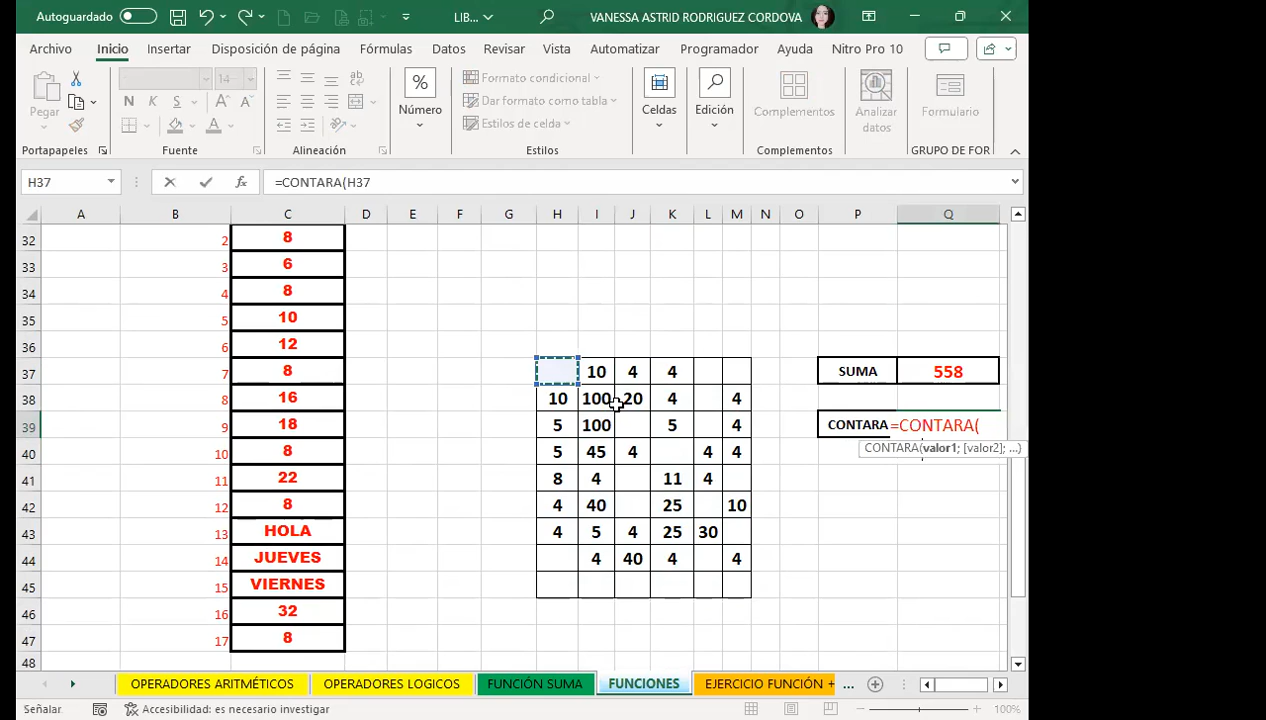 Autoguardado LIB... VANESSA ASTRID RODRIGUEZ CORDOVA
Archivo Inicio Insertar Disposición de página Fórmulas Datos Revisar Vista Automatizar Programador Ayuda Nitro Pro 10
Pegar 14 N K S A A ab % Número Formato condicional Celdas Edición Complementos Analizar datos Formulario
Dar formato como tabla
Estilos de celda
Portapapeles Fuente Alineación Estilos Complementos GRUPO DE FOR
H37 fx =CONTARA(H37
A B C D E F G H I J K L M N O P Q
32 2 8
33 3 6
34 4 8
35 5 10
36 6 12
37 7 8 10 4 4 SUMA 558
38 8 16 10 100 20 4 4
39 9 18 5 100 5 4 CONTARA =CONTARA(
CONTARA(valor1; [valor2]; ...)
40 10 8 5 45 4 4 4
41 11 22 8 4 11 4
42 12 8 4 40 25 10
43 13 HOLA 4 5 4 25 30
44 14 JUEVES 4 40 4 4
45 15 VIERNES
46 16 32
47 17 8
48
OPERADORES ARITMÉTICOS OPERADORES LOGICOS FUNCIÓN SUMA FUNCIONES EJERCICIO FUNCIÓN + ...
Señalar Accesibilidad: es necesario investigar 100%